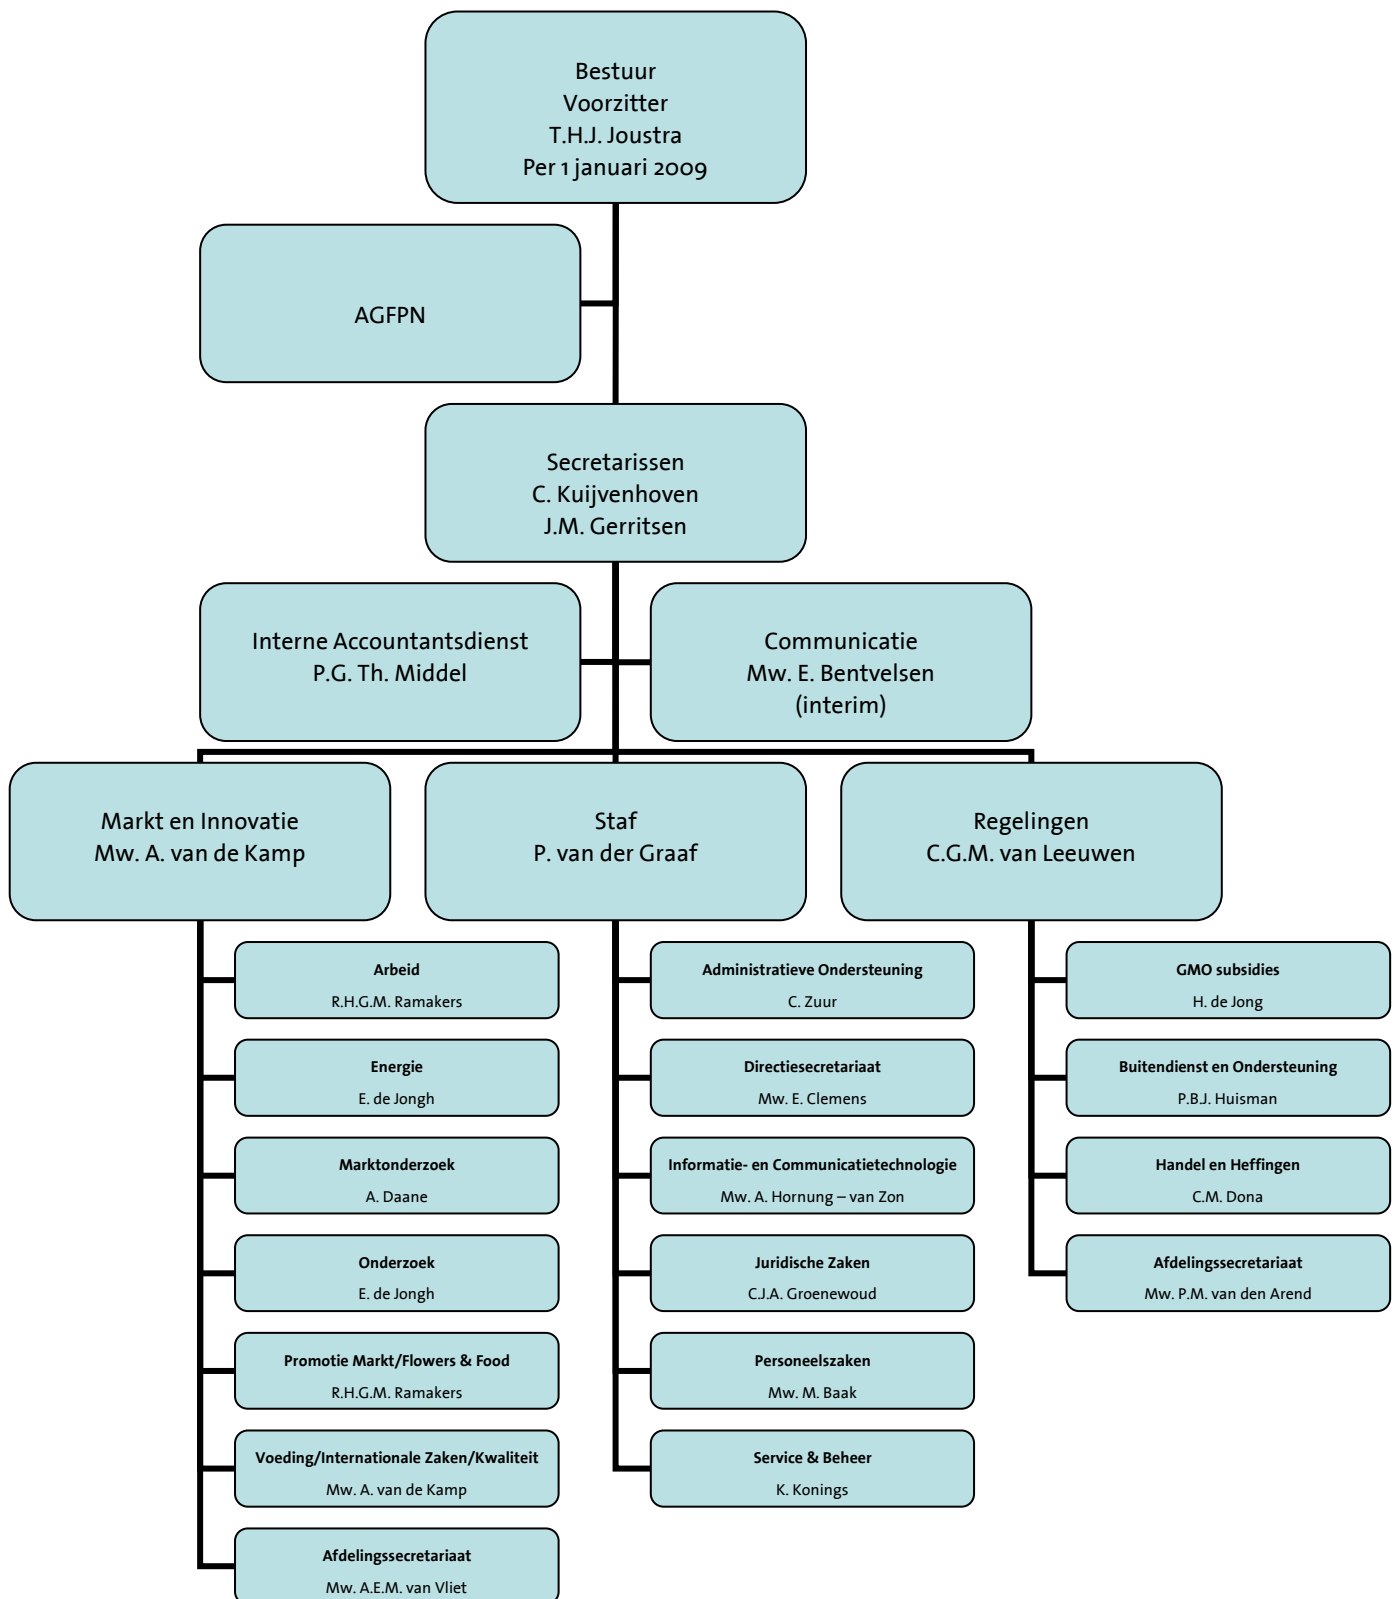 Bestuur
Voorzitter
T.H.J. Joustra
Per 1 januari 2009
AGFPN
Secretarissen
C. Kuijvenhoven
J.M. Gerritsen
Interne Accountantsdienst
P.G. Th. Middel
Communicatie
Mw. E. Bentvelsen
(interim)
Markt en Innovatie
Mw. A. van de Kamp
Staf
P. van der Graaf
Regelingen
C.G.M. van Leeuwen
Arbeid
R.H.G.M. Ramakers
Energie
E. de Jongh
Marktonderzoek
A. Daane
Onderzoek
E. de Jongh
Promotie Markt/Flowers & Food
R.H.G.M. Ramakers
Voeding/Internationale Zaken/Kwaliteit
Mw. A. van de Kamp
Afdelingssecretariaat
Mw. A.E.M. van Vliet
Administratieve Ondersteuning
C. Zuur
Directiesecretariaat
Mw. E. Clemens
Informatie- en Communicatietechnologie
Mw. A. Hornung – van Zon
Juridische Zaken
C.J.A. Groenewoud
Personeelszaken
Mw. M. Baak
Service & Beheer
K. Konings
GMO subsidies
H. de Jong
Buitendienst en Ondersteuning
P.B.J. Huisman
Handel en Heffingen
C.M. Dona
Afdelingssecretariaat
Mw. P.M. van den Arend